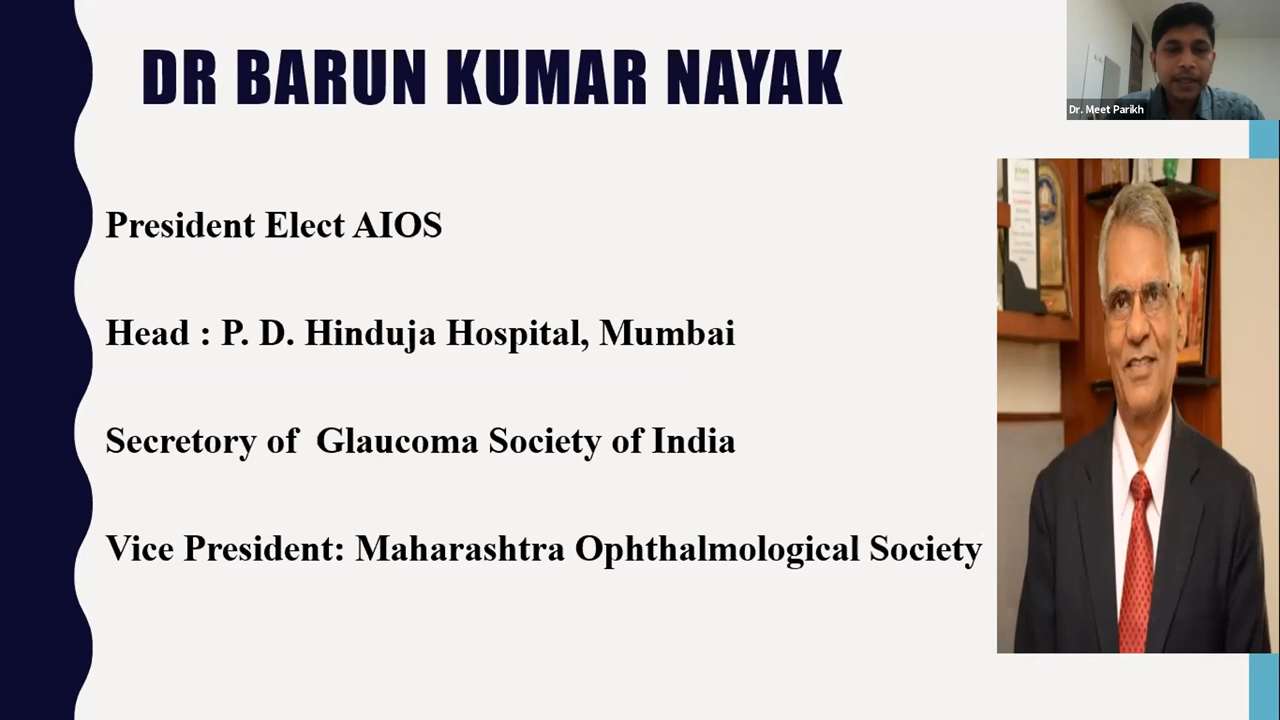 DR BARUN KUMAR NAYAK
Dr. Meet Parikh
President Elect AIOS
Head : P. D. Hinduja Hospital, Mumbai
Secretory of Glaucoma Society of India
Vice President: Maharashtra Ophthalmological Society